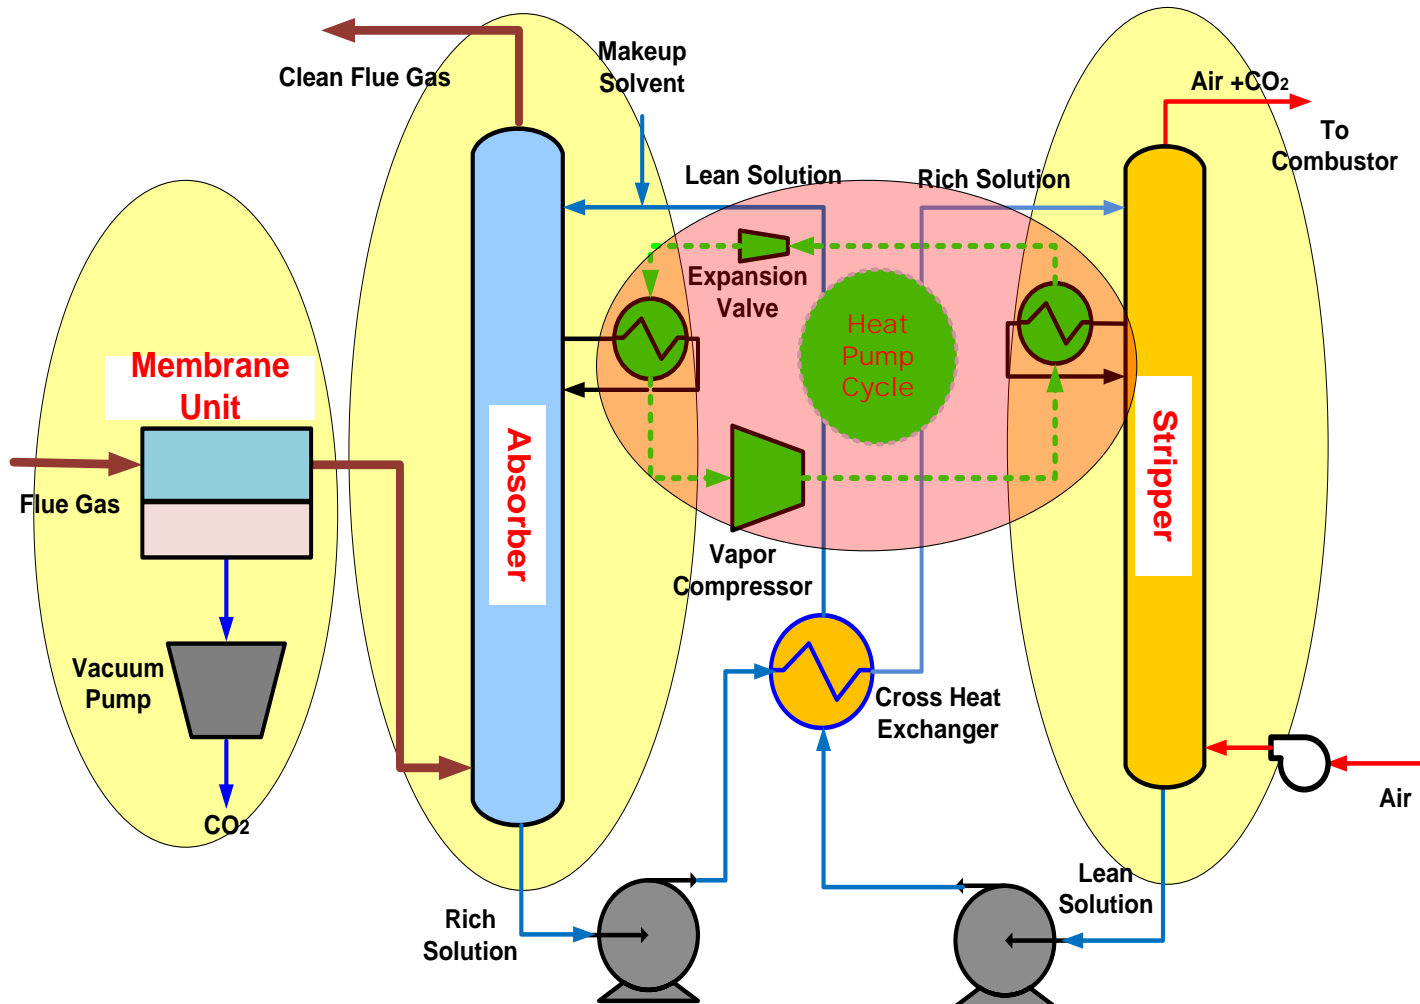 Clean Flue Gas
Makeup
Solvent
Air +CO2
To
Combustor
Lean Solution
Rich Solution
Expansion
Valve
Heat
Pump
Cycle
Membrane
Unit
Flue Gas
Absorber
Stripper
Vapor
Compressor
Vacuum
Pump
CO2
Cross Heat
Exchanger
Air
Rich
Solution
Lean
Solution